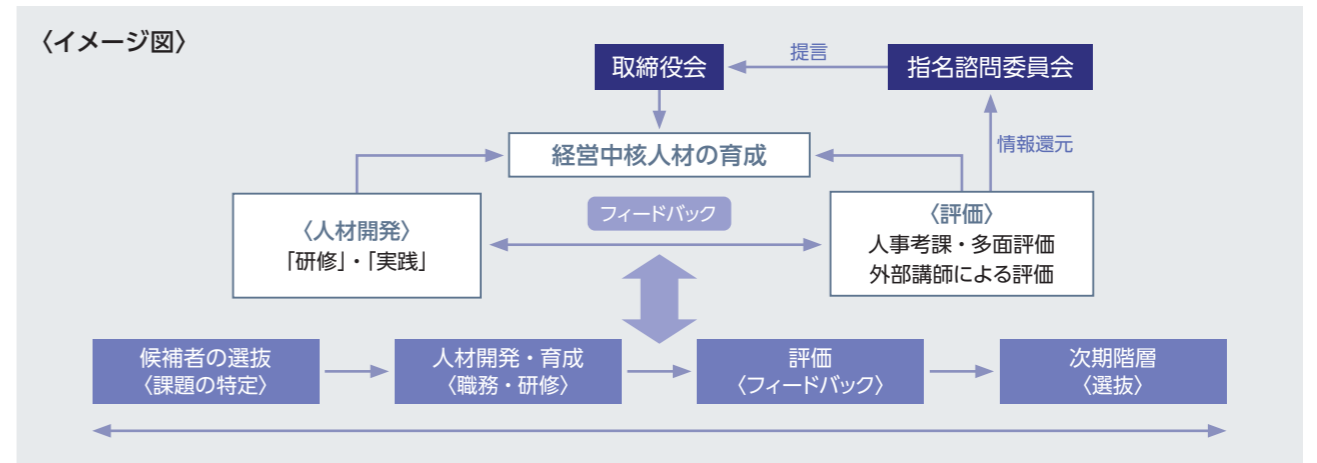 〈イメージ図〉
取締役会
提言
指名諮問委員会
情報還元
経営中核人材の育成
〈人材開発〉
「研修」・「実践」
フィードバック
〈評価〉
人事考課・多面評価
外部講師による評価
候補者の選抜
〈課題の特定〉
人材開発・育成
〈職務・研修〉
評価
〈フィードバック〉
次期階層
〈選抜〉